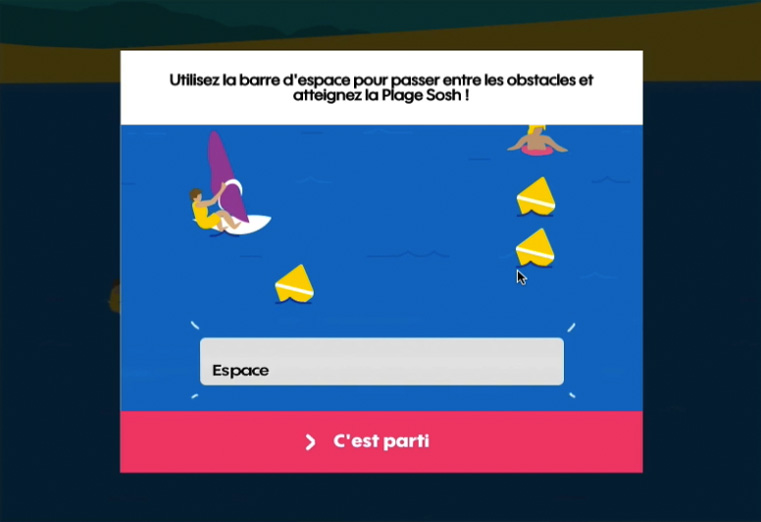 Utilisez la barre d'espace pour passer entre les obstacles et
atteignez la Plage Sosh !
Espace
C'est parti